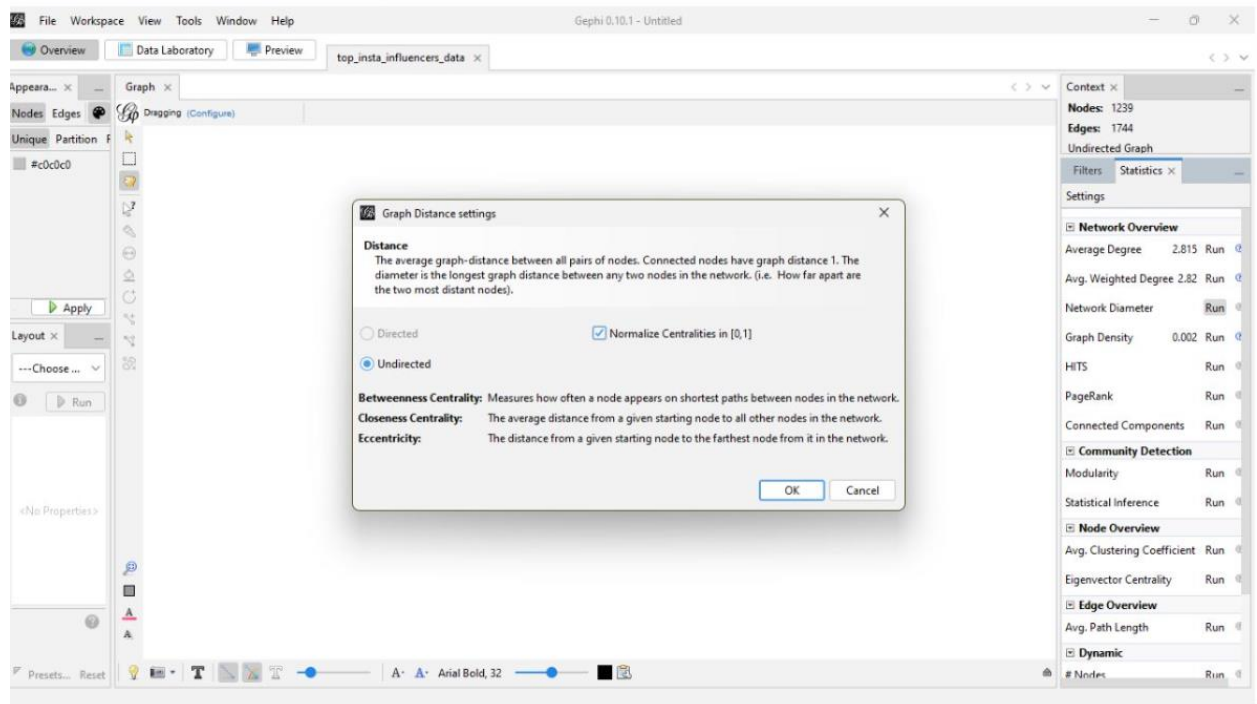 File Workspace View Tools Window Help
Gephi 0.10.1 - Untitled
Overview Data Laboratory Preview
top_insta_influencers_data
Appeara...
Nodes Edges
Unique Partition
#c0c0c0
Apply
Layout
---Choose ...
Run
<No Properties>
Presets... Reset
Graph
Dragging (Configure)
Graph Distance settings
Distance
The average graph-distance between all pairs of nodes. Connected nodes have graph distance 1. The
diameter is the longest graph distance between any two nodes in the network. (i.e. How far apart are
the two most distant nodes).
Directed
Normalize Centralities in [0,1]
Undirected
Betweenness Centrality: Measures how often a node appears on shortest paths between nodes in the network.
Closeness Centrality: The average distance from a given starting node to all other nodes in the network.
Eccentricity: The distance from a given starting node to the farthest node from it in the network.
OK Cancel
T T A- A- Arial Bold, 32
Context
Nodes: 1239
Edges: 1744
Undirected Graph
Filters Statistics
Settings
Network Overview
Average Degree 2.815 Run
Avg. Weighted Degree 2.82 Run
Network Diameter Run
Graph Density 0.002 Run
HITS Run
PageRank Run
Connected Components Run
Community Detection
Modularity Run
Statistical Inference Run
Node Overview
Avg. Clustering Coefficient Run
Eigenvector Centrality Run
Edge Overview
Avg. Path Length Run
Dynamic
# Nodes Run